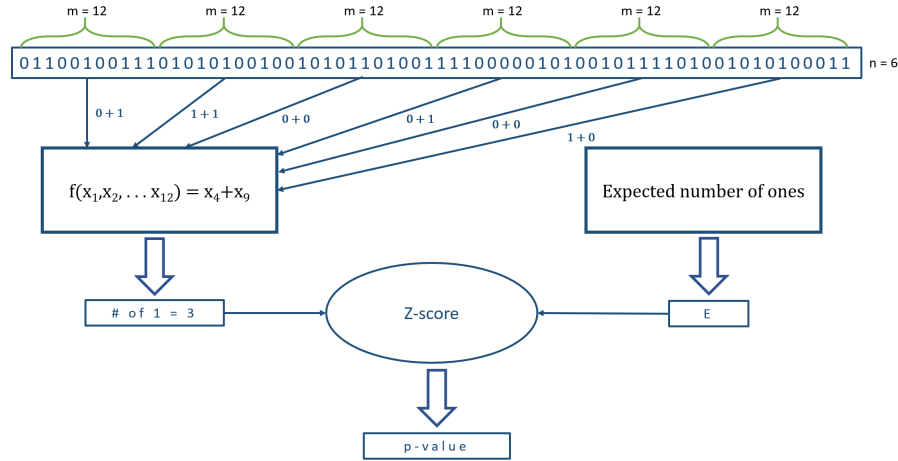 m = 12 m = 12 m = 12 m = 12 m = 12 m = 12
n = 6
0 + 1 1 + 1 0 + 0 0 + 1 0 + 0
1 + 0
f(x₁,x₂, . . . x₁₂) = x₄+x₉
Expected number of ones
# of 1 = 3
Z-score
E
p-value